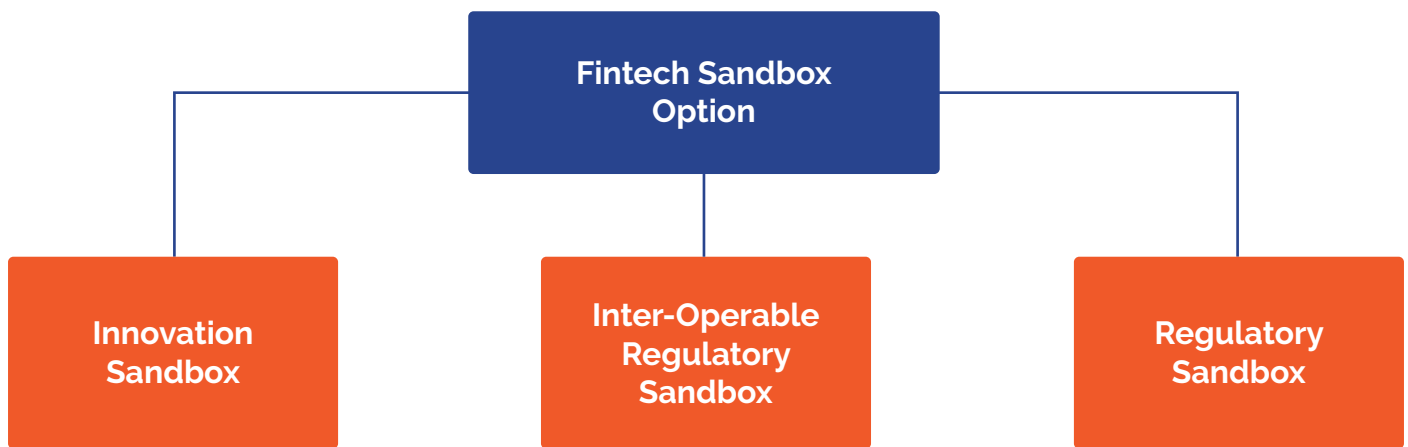 Fintech Sandbox
Option
Innovation
Sandbox
Inter-Operable
Regulatory
Sandbox
Regulatory
Sandbox